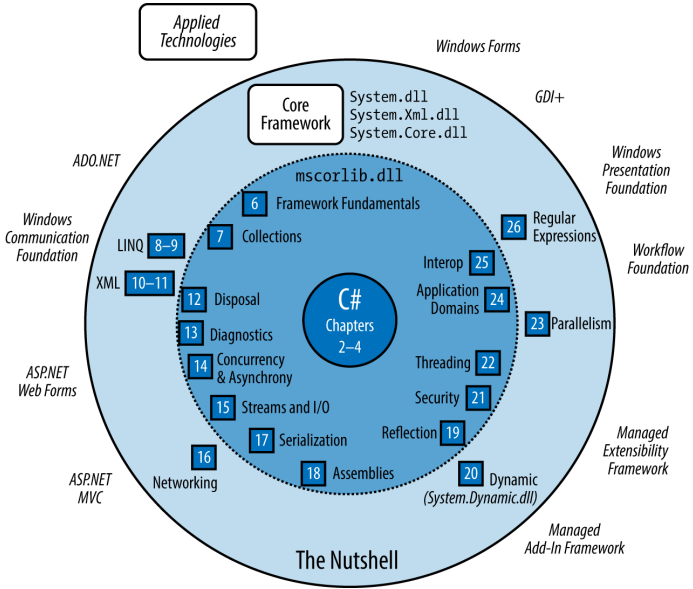 Applied
Technologies
Windows Forms
GDI+
Core
Framework
System.dll
System.Xml.dll
System.Core.dll
ADO.NET
Windows
Presentation
Foundation
mscorlib.dll
6
Framework Fundamentals
7
Collections
26
Regular
Expressions
Windows
Communication
Foundation
LINQ
8–9
Workflow
Foundation
Interop
25
XML
10–11
12
Disposal
C#
Chapters
2–4
Application
Domains
24
13
Diagnostics
23
Parallelism
14
Concurrency
& Asynchrony
Threading
22
ASP.NET
Web Forms
15
Streams and I/O
Security
21
17
Serialization
Reflection
19
Managed
Extensibility
Framework
16
Networking
18
Assemblies
20
Dynamic
(System.Dynamic.dll)
ASP.NET
MVC
Managed
Add-In Framework
The Nutshell